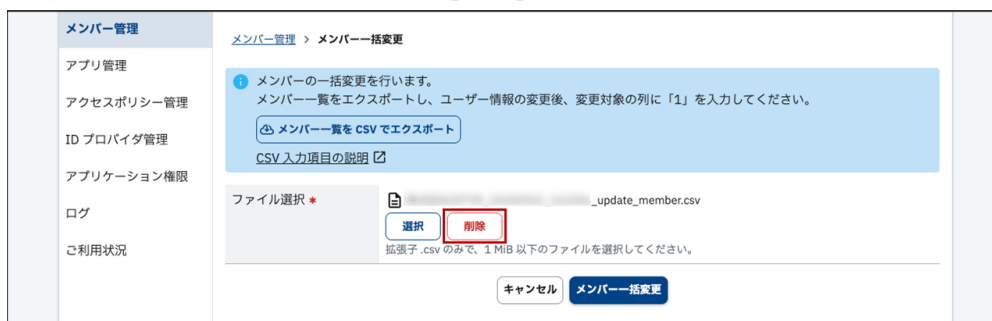 メンバー管理
メンバー管理 > メンバー一括変更
アプリ管理
メンバーの一括変更を行います。
アクセスポリシー管理
メンバー一覧をエクスポートし、ユーザー情報の変更後、変更対象の列に「1」を入力してください。
メンバー一覧を CSV でエクスポート
ID プロバイダ管理
CSV 入力項目の説明
アプリケーション権限
ファイル選択 *
_update_member.csv
ログ
選択 削除
ご利用状況
拡張子 .csv のみで、1 MiB 以下のファイルを選択してください。
キャンセル メンバー一括変更